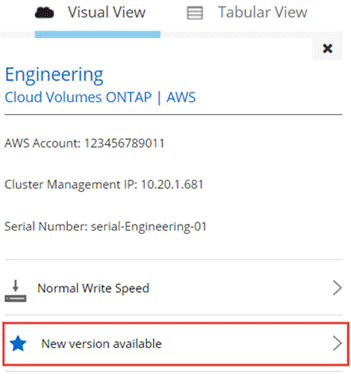 Visual View
Tabular View
Engineering
Cloud Volumes ONTAP | AWS
AWS Account: 123456789011
Cluster Management IP: 10.20.1.681
Serial Number: serial-Engineering-01
Normal Write Speed
New version available